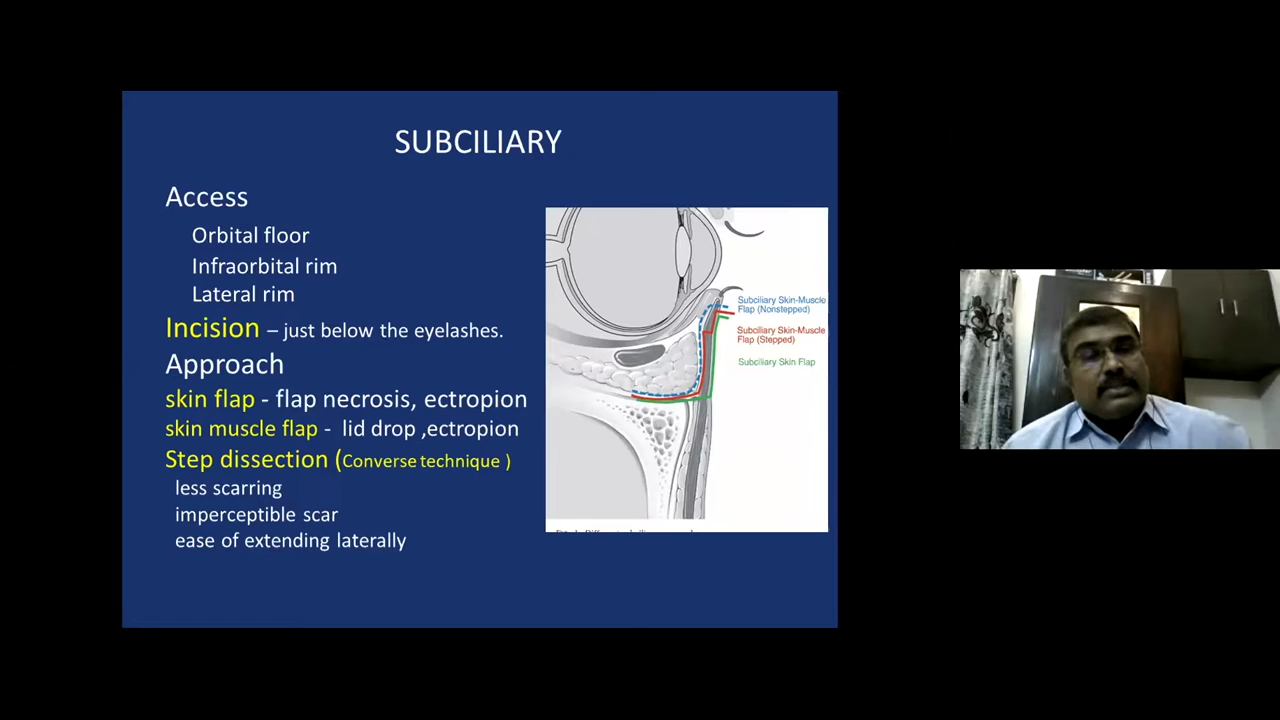 SUBCILIARY
Access
Orbital floor
Infraorbital rim
Lateral rim
Incision – just below the eyelashes.
Approach
skin flap - flap necrosis, ectropion
skin muscle flap - lid drop ,ectropion
Step dissection (Converse technique )
less scarring
imperceptible scar
ease of extending laterally
Subciliary Skin-Muscle
Flap (Nonstepped)
Subciliary Skin-Muscle
Flap (Stepped)
Subciliary Skin Flap